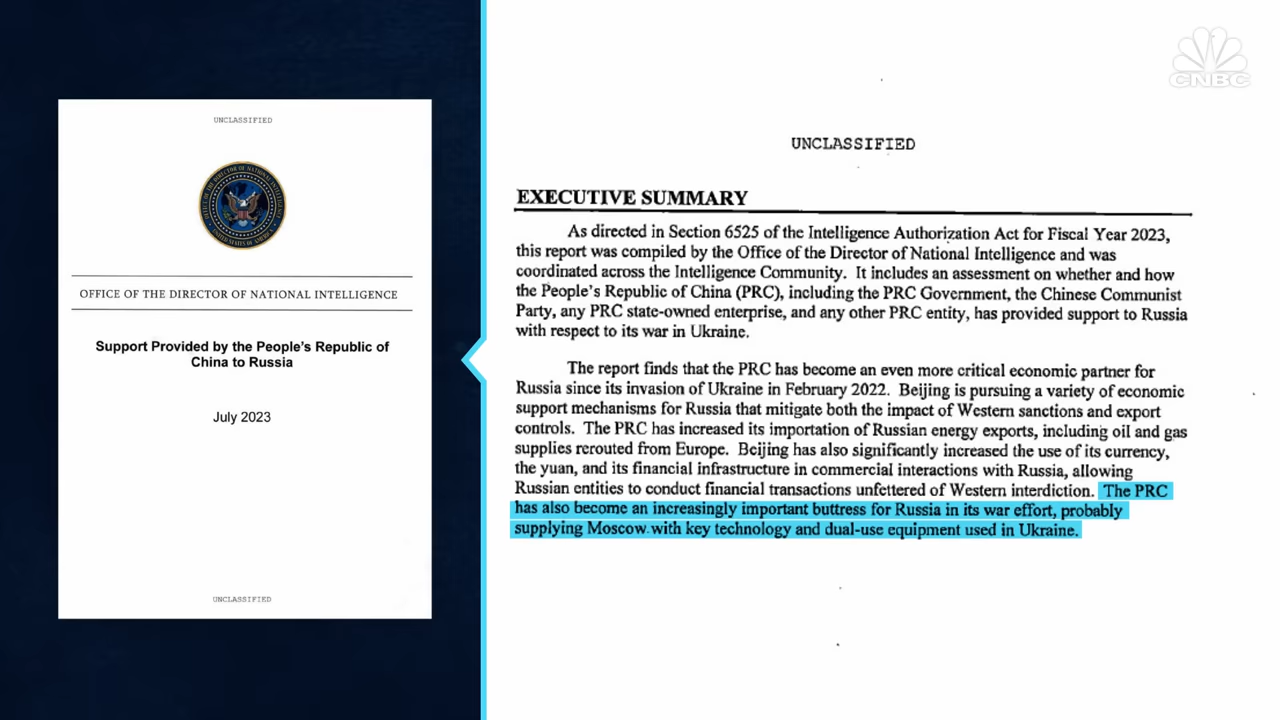 UNCLASSIFIED
OFFICE OF THE DIRECTOR OF NATIONAL INTELLIGENCE
UNITED STATES OF AMERICA
OFFICE OF THE DIRECTOR OF NATIONAL INTELLIGENCE
Support Provided by the People's Republic of
China to Russia
July 2023
UNCLASSIFIED
CNBC
UNCLASSIFIED
EXECUTIVE SUMMARY
As directed in Section 6525 of the Intelligence Authorization Act for Fiscal Year 2023,
this report was compiled by the Office of the Director of National Intelligence and was
coordinated across the Intelligence Community. It includes an assessment on whether and how
the People's Republic of China (PRC), including the PRC Government, the Chinese Communist
Party, any PRC state-owned enterprise, and any other PRC entity, has provided support to Russia
with respect to its war in Ukraine.
The report finds that the PRC has become an even more critical economic partner for
Russia since its invasion of Ukraine in February 2022. Beijing is pursuing a variety of economic
support mechanisms for Russia that mitigate both the impact of Western sanctions and export
controls. The PRC has increased its importation of Russian energy exports, including oil and gas
supplies rerouted from Europe. Beijing has also significantly increased the use of its currency,
the yuan, and its financial infrastructure in commercial interactions with Russia, allowing
Russian entities to conduct financial transactions unfettered of Western interdiction. The PRC
has also become an increasingly important buttress for Russia in its war effort, probably
supplying Moscow with key technology and dual-use equipment used in Ukraine.